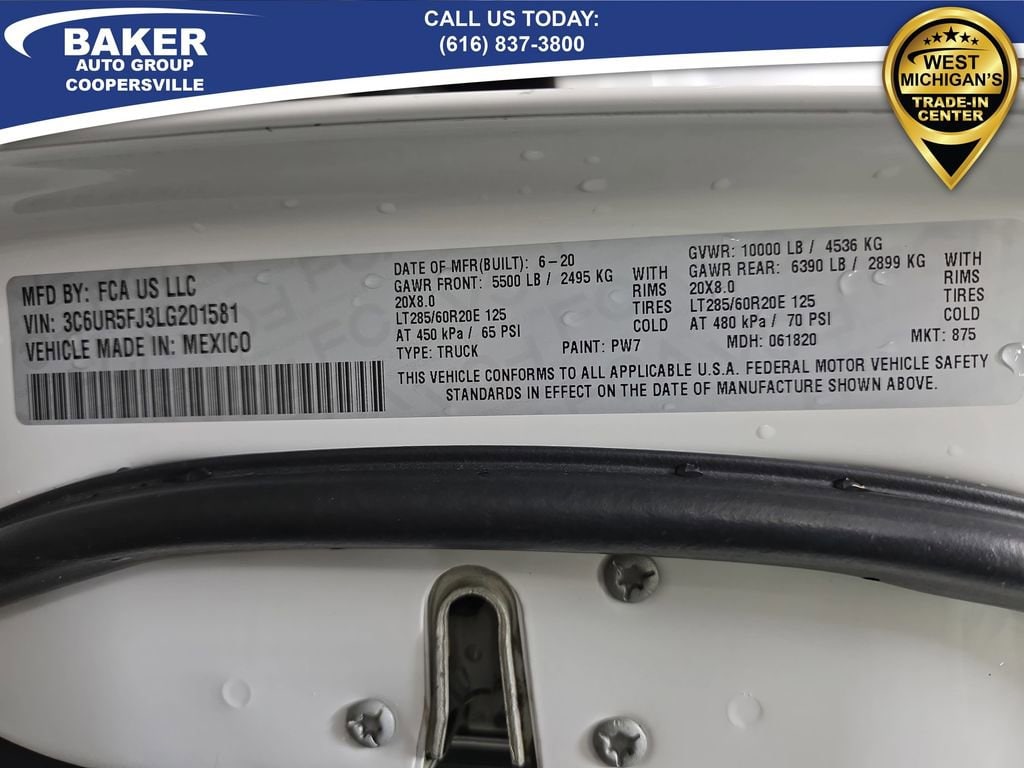 BAKER
AUTO GROUP
COOPERSVILLE
CALL US TODAY:
(616) 837-3800
WEST
MICHIGAN'S
TRADE-IN
CENTER
MFD BY: FCA US LLC
VIN: 3C6UR5FJ3LG201581
VEHICLE MADE IN: MEXICO
DATE OF MFR(BUILT): 6-20
GAWR FRONT: 5500 LB / 2495 KG WITH
20X8.0 RIMS
LT285/60R20E 125 TIRES
AT 450 kPa / 65 PSI COLD
TYPE: TRUCK PAINT: PW7
GVWR: 10000 LB / 4536 KG
GAWR REAR: 6390 LB / 2899 KG WITH
20X8.0 RIMS
LT285/60R20E 125 TIRES
AT 480 kPa / 70 PSI COLD
MDH: 061820 MKT: 875
THIS VEHICLE CONFORMS TO ALL APPLICABLE U.S.A. FEDERAL MOTOR VEHICLE SAFETY
STANDARDS IN EFFECT ON THE DATE OF MANUFACTURE SHOWN ABOVE.